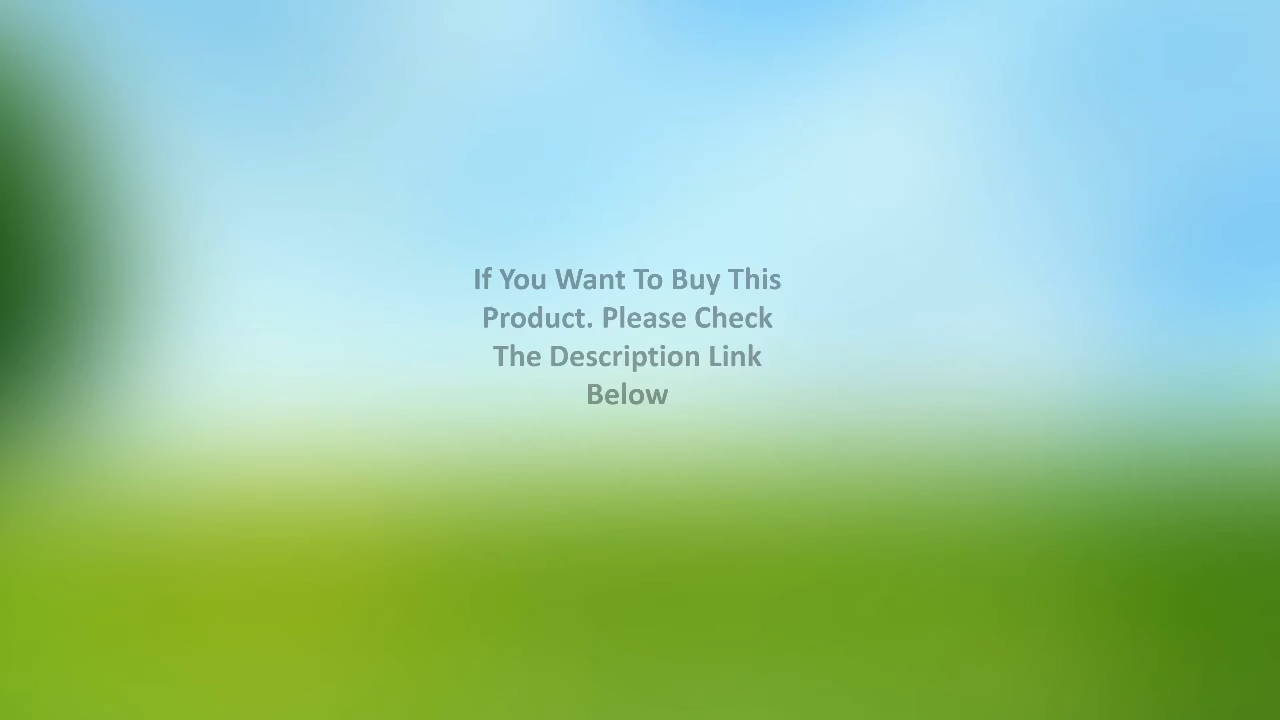 If You Want To Buy This
Product. Please Check
The Description Link
Below